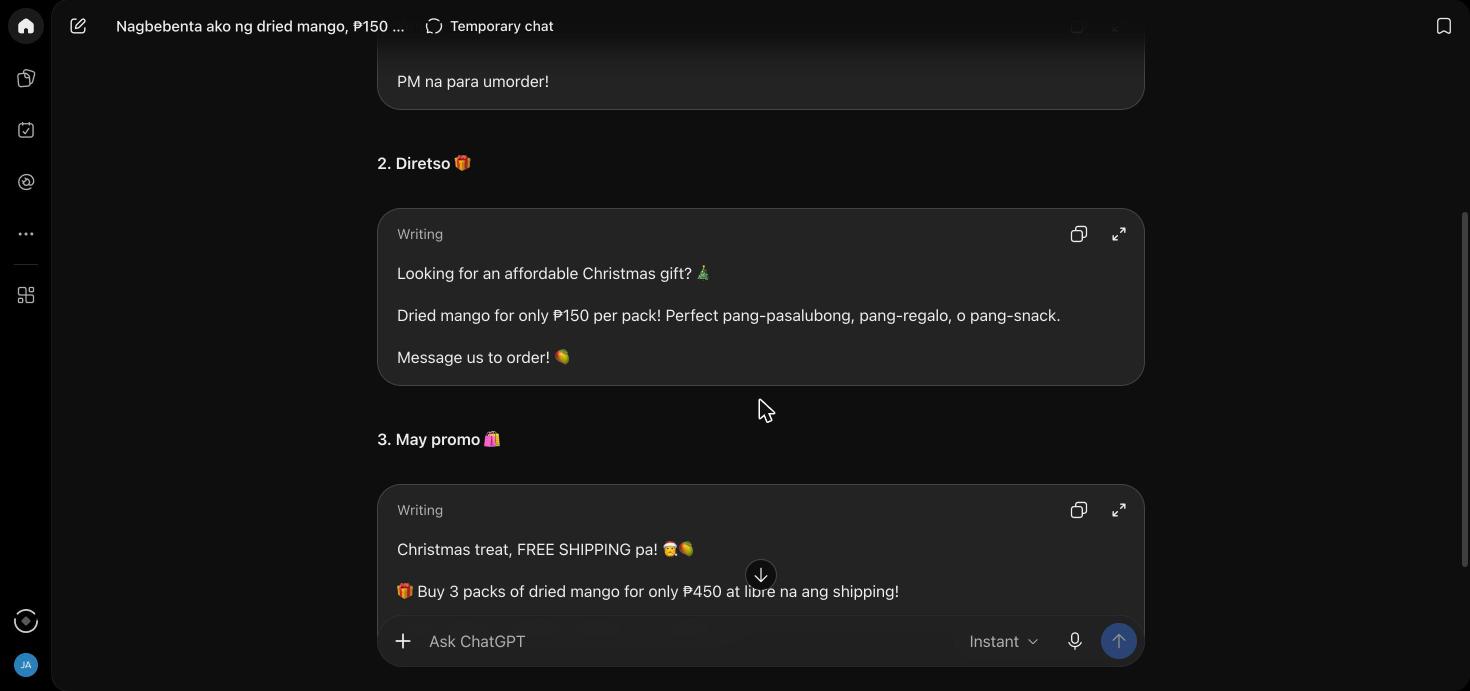 Nagbebenta ako ng dried mango, ₱150 ...
Temporary chat
PM na para umorder!
2. Diretso 🎁
Writing
Looking for an affordable Christmas gift? 🎄
Dried mango for only ₱150 per pack! Perfect pang-pasalubong, pang-regalo, o pang-snack.
Message us to order! 🥭
3. May promo 🛍️
Writing
Christmas treat, FREE SHIPPING pa! 🧑‍🎄🥭
🎁 Buy 3 packs of dried mango for only ₱450 at libre na ang shipping!
Ask ChatGPT
Instant
JA